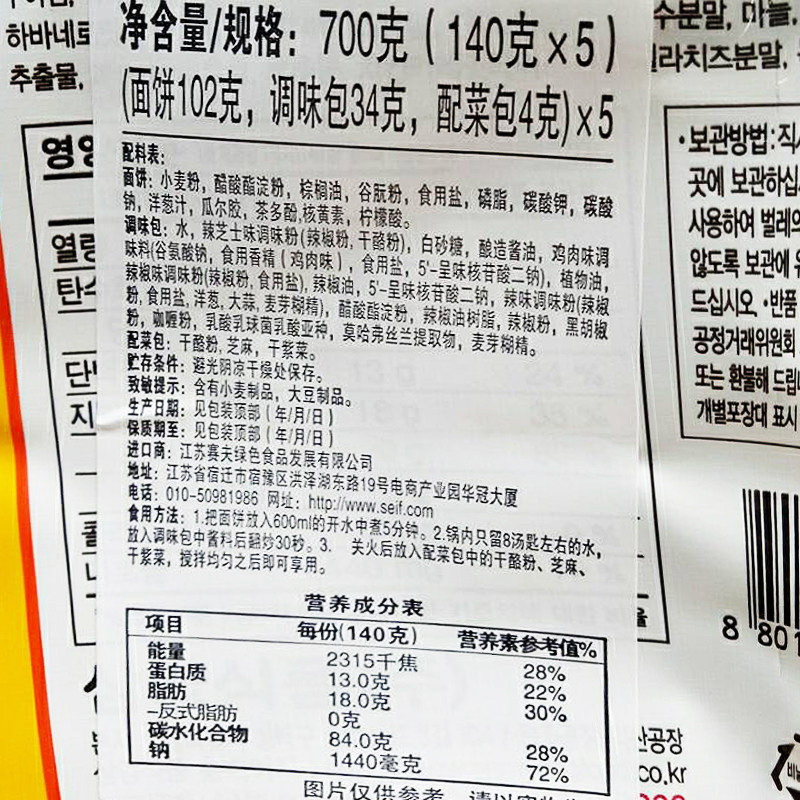 하바네로
추출물,
수분말, 마늘,
라치즈분말,
净含量/规格: 700克 ( 140克×5 )
(面饼102克, 调味包34克, 配菜包4克)×5
配料表:
面饼: 小麦粉, 醋酸酯淀粉, 棕榈油, 谷朊粉, 食用盐, 磷脂, 碳酸钾, 碳酸
钠, 洋葱汁, 瓜尔胶, 茶多酚,核黄素, 柠檬酸。
调味包: 水, 辣芝士味调味粉(辣椒粉, 干酪粉), 白砂糖, 酿造酱油, 鸡肉味调
味料(谷氨酸钠, 食用香精 ( 鸡肉味 ) , 食用盐, 5'-呈味核苷酸二钠), 植物油,
辣椒味调味粉(辣椒粉, 食用盐), 辣椒油, 5'-呈味核苷酸二钠, 辣味调味粉(辣椒
粉, 食用盐, 洋葱, 大蒜, 麦芽糊精), 醋酸酯淀粉, 辣椒油树脂, 辣椒粉, 黑胡椒
粉, 咖喱粉, 乳酸乳球菌乳酸亚种, 莫哈弗丝兰提取物, 麦芽糊精。
配菜包: 干酪粉, 芝麻, 干紫菜。
贮存条件: 避光阴凉干燥处保存。
致敏提示: 含有小麦制品, 大豆制品。
生产日期: 见包装顶部 ( 年/月/日 )
保质期至: 见包装顶部 ( 年/月/日 )
进口商: 江苏赛夫绿色食品发展有限公司
地址: 江苏省宿迁市宿豫区洪泽湖东路19号电商产业园华冠大厦
电话: 010-50981986 网址: http://www.seif.com
食用方法: 1.把面饼放入600ml的开水中煮5分钟。2.锅内只留8汤匙左右的水,
放入调味包中酱料后翻炒30秒。3. 关火后放入配菜包中的干酪粉、芝麻、
干紫菜, 搅拌均匀之后即可享用。
营养成分表
项目 每份(140克) 营养素参考值%
能量 2315千焦 28%
蛋白质 13.0克 22%
脂肪 18.0克 30%
-反式脂肪 0克
碳水化合物 84.0克 28%
钠 1440毫克 72%
图片仅供参考
영양
열량
탄수
단백
지
·보관방법:직사
곳에 보관하십
사용하여 벌레의
않도록 보관에 유
드십시오 ·반품
공정거래위원회
또는 환불해 드립
개별포장대 표시
8 801
산공장
co.kr